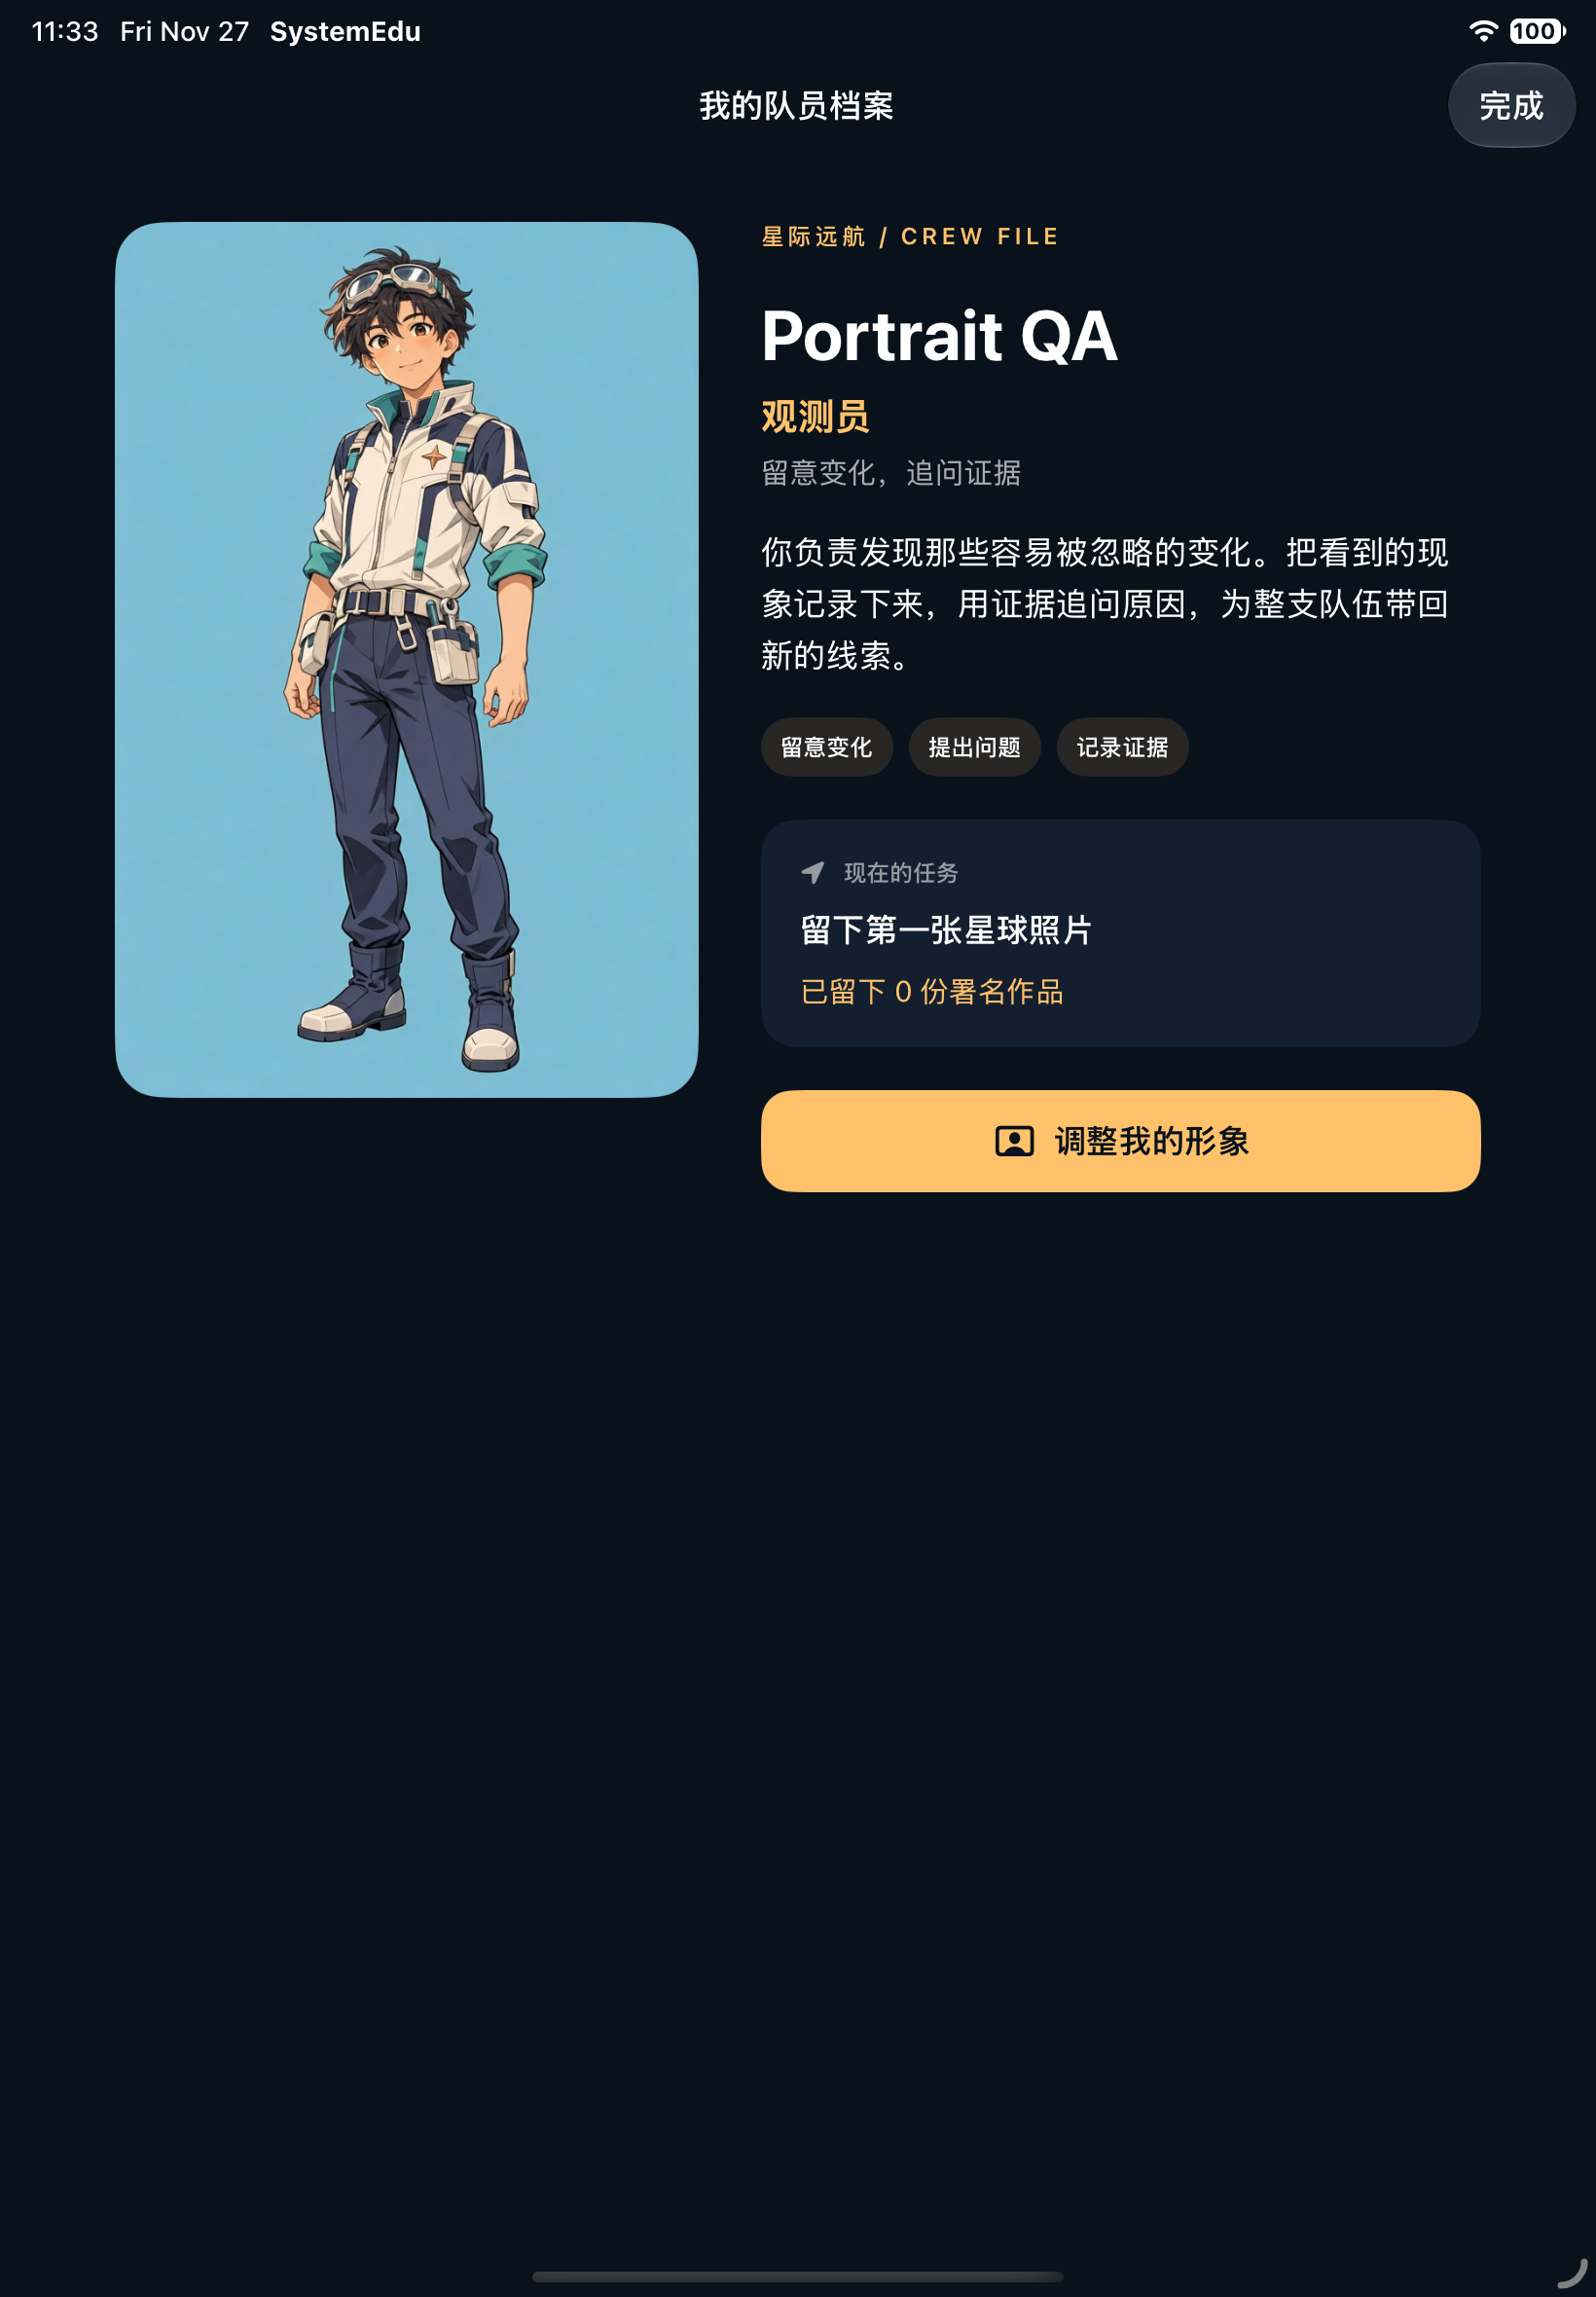 11:33 Fri Nov 27 SystemEdu
100
我的队员档案
完成
星际远航 / CREW FILE
Portrait QA
观测员
留意变化，追问证据
你负责发现那些容易被忽略的变化。把看到的现
象记录下来，用证据追问原因，为整支队伍带回
新的线索。
留意变化 提出问题 记录证据
现在的任务
留下第一张星球照片
已留下 0 份署名作品
调整我的形象